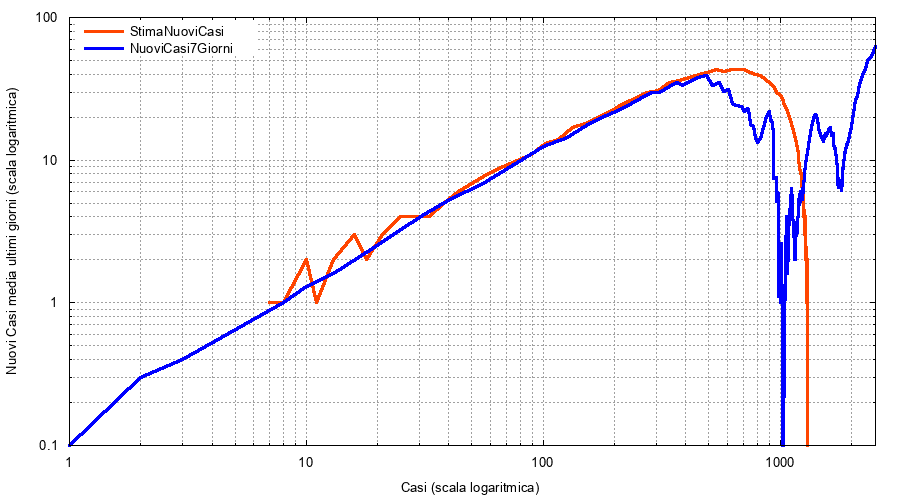 100
10
1
0.1
Nuovi Casi media ultimi giorni (scala logaritmica)
StimaNuoviCasi
NuoviCasi7Giorni
1 10 100 1000
Casi (scala logaritmica)